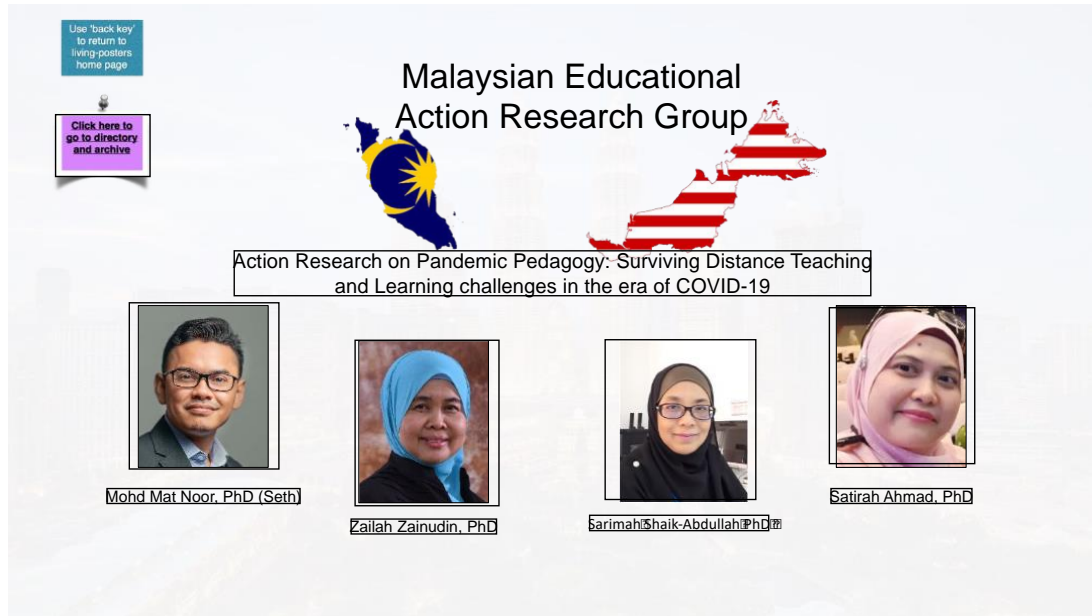 Use 'back key'
to return to
living-posters
home page
Click here to
go to directory
and archive
Malaysian Educational
Action Research Group
Action Research on Pandemic Pedagogy: Surviving Distance Teaching
and Learning challenges in the era of COVID-19
Mohd Mat Noor, PhD (Seth)
Zailah Zainudin, PhD
Sarimah Shaik-Abdullah PhD
Satirah Ahmad, PhD